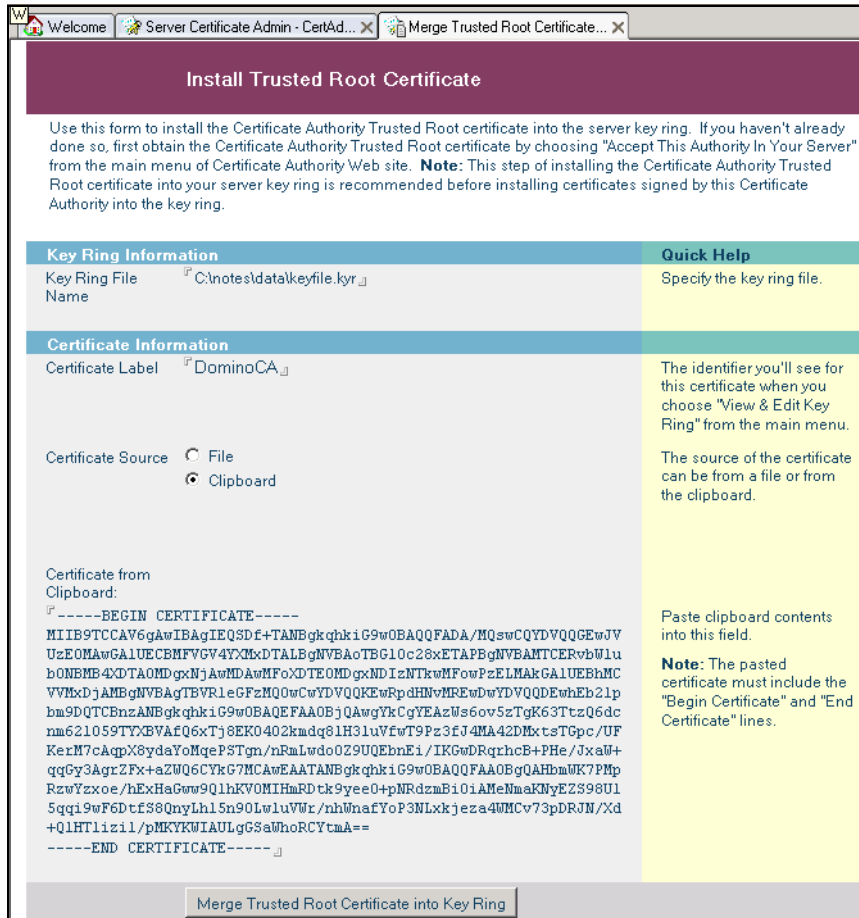 W
Welcome
Server Certificate Admin - CertAd...
Merge Trusted Root Certificate...
Install Trusted Root Certificate
Use this form to install the Certificate Authority Trusted Root certificate into the server key ring. If you haven't already
done so, first obtain the Certificate Authority Trusted Root certificate by choosing "Accept This Authority In Your Server"
from the main menu of Certificate Authority Web site. Note: This step of installing the Certificate Authority Trusted
Root certificate into your server key ring is recommended before installing certificates signed by this Certificate
Authority into the key ring.
Key Ring Information
Quick Help
Key Ring File
Name
C:\notes\data\keyfile.kyr
Specify the key ring file.
Certificate Information
Certificate Label
DominoCA
The identifier you'll see for
this certificate when you
choose "View & Edit Key
Ring" from the main menu.
Certificate Source
File
Clipboard
The source of the certificate
can be from a file or from
the clipboard.
Certificate from
Clipboard:
-----BEGIN CERTIFICATE-----
MIIB9TCCAV6gAwIBAgIEQSDf+TANBgkqhkiG9w0BAQQFADA/MQswCQYDVQQGEwJV
UzEOMAwGA1UECBMFVGV4YXMxDTALBgNVBAoTBGl0c28xETAPBgNVBAMTCERvbWlu
b0NBMB4XDTA0MDgxNjAwMDAwMFoXDTE0MDgxNDIzNTkwMFowPzELMAkGA1UEBhMC
VVMxDjAMBgNVBAgTBVRleGFzMQ0wCwYDVQQKEwRpdHNvMREwDwYDVQQDEwhEb21p
bm9DQTCBnzANBgkqhkiG9w0BAQEFAAOBjQAwgYkCgYEAzWs6ov5zTgK63TtzQ6dc
nm621O59TYXBVAfQ6xTj8EK0402kmdq81H31uVfwT9Pz3fJ4MA42DMxtsTGpc/UF
KerM7cAqpX8ydaYoMqePSTgn/nRmLwdo0Z9UQEbnEi/IKGwDRqrhcB+PHe/JxaW+
qqGy3AgrZFx+aZWQ6CYkG7MCAwEAATANBgkqhkiG9w0BAQQFAAOBgQAHbmWK7PMp
RzwYzxoe/hExHaGww9QlhKV0MIHmRDtk9yee0+pNRdzmBi0iAMeNmaKNyEZS98Ul
5qqi9wF6DtfS8QnyLhl5n90LwluVWr/nhWnafYoP3NLxkjeza4WMCv73pDRJN/Xd
+QlHTlizil/pMKYKWIAULgGSaWhoRCYtmA==
-----END CERTIFICATE-----
Paste clipboard contents
into this field.
Note: The pasted
certificate must include the
"Begin Certificate" and "End
Certificate" lines.
Merge Trusted Root Certificate into Key Ring